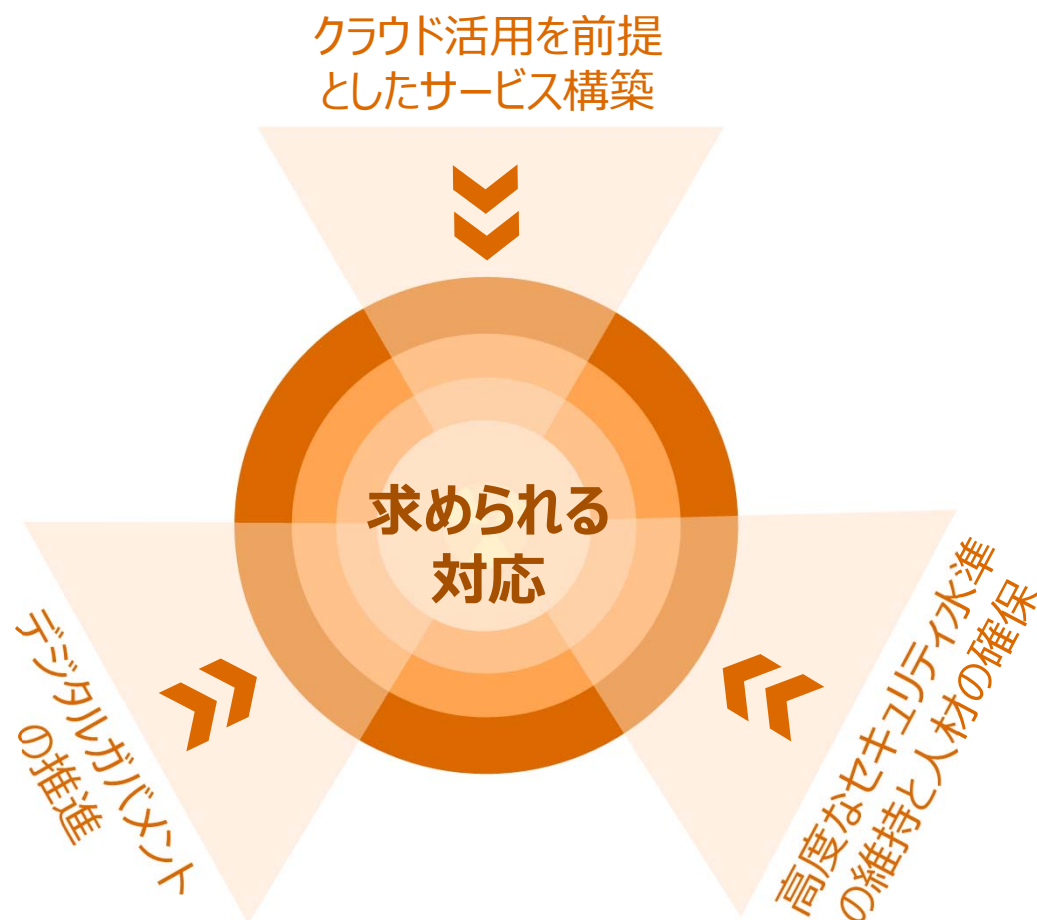 クラウド活用を前提
としたサービス構築
求められる
対応
デジタルガバメント
の推進
高度なセキュリティ水準
の維持と人材の確保